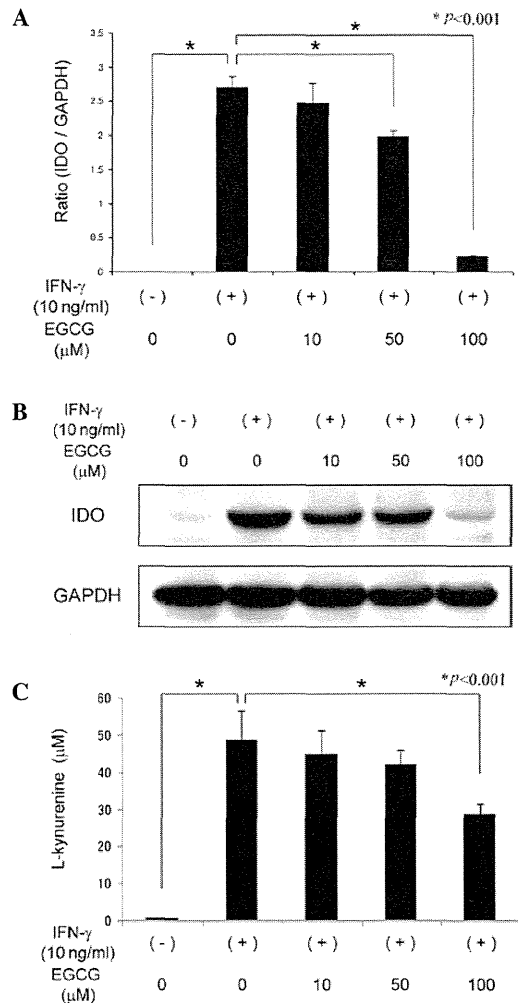 A
* p<0.001
* * *
Ratio (IDO / GAPDH)
3.5
3
2.5
2
1.5
1
0.5
0
IFN-γ (10 ng/ml) (-) (+) (+) (+) (+)
EGCG (μM) 0 0 10 50 100
B
IFN-γ (10 ng/ml) (-) (+) (+) (+) (+)
EGCG (μM) 0 0 10 50 100
IDO
GAPDH
C
*p<0.001
* *
L-kynurenine (μM)
60
50
40
30
20
10
0
IFN-γ (10 ng/ml) (-) (+) (+) (+) (+)
EGCG (μM) 0 0 10 50 100